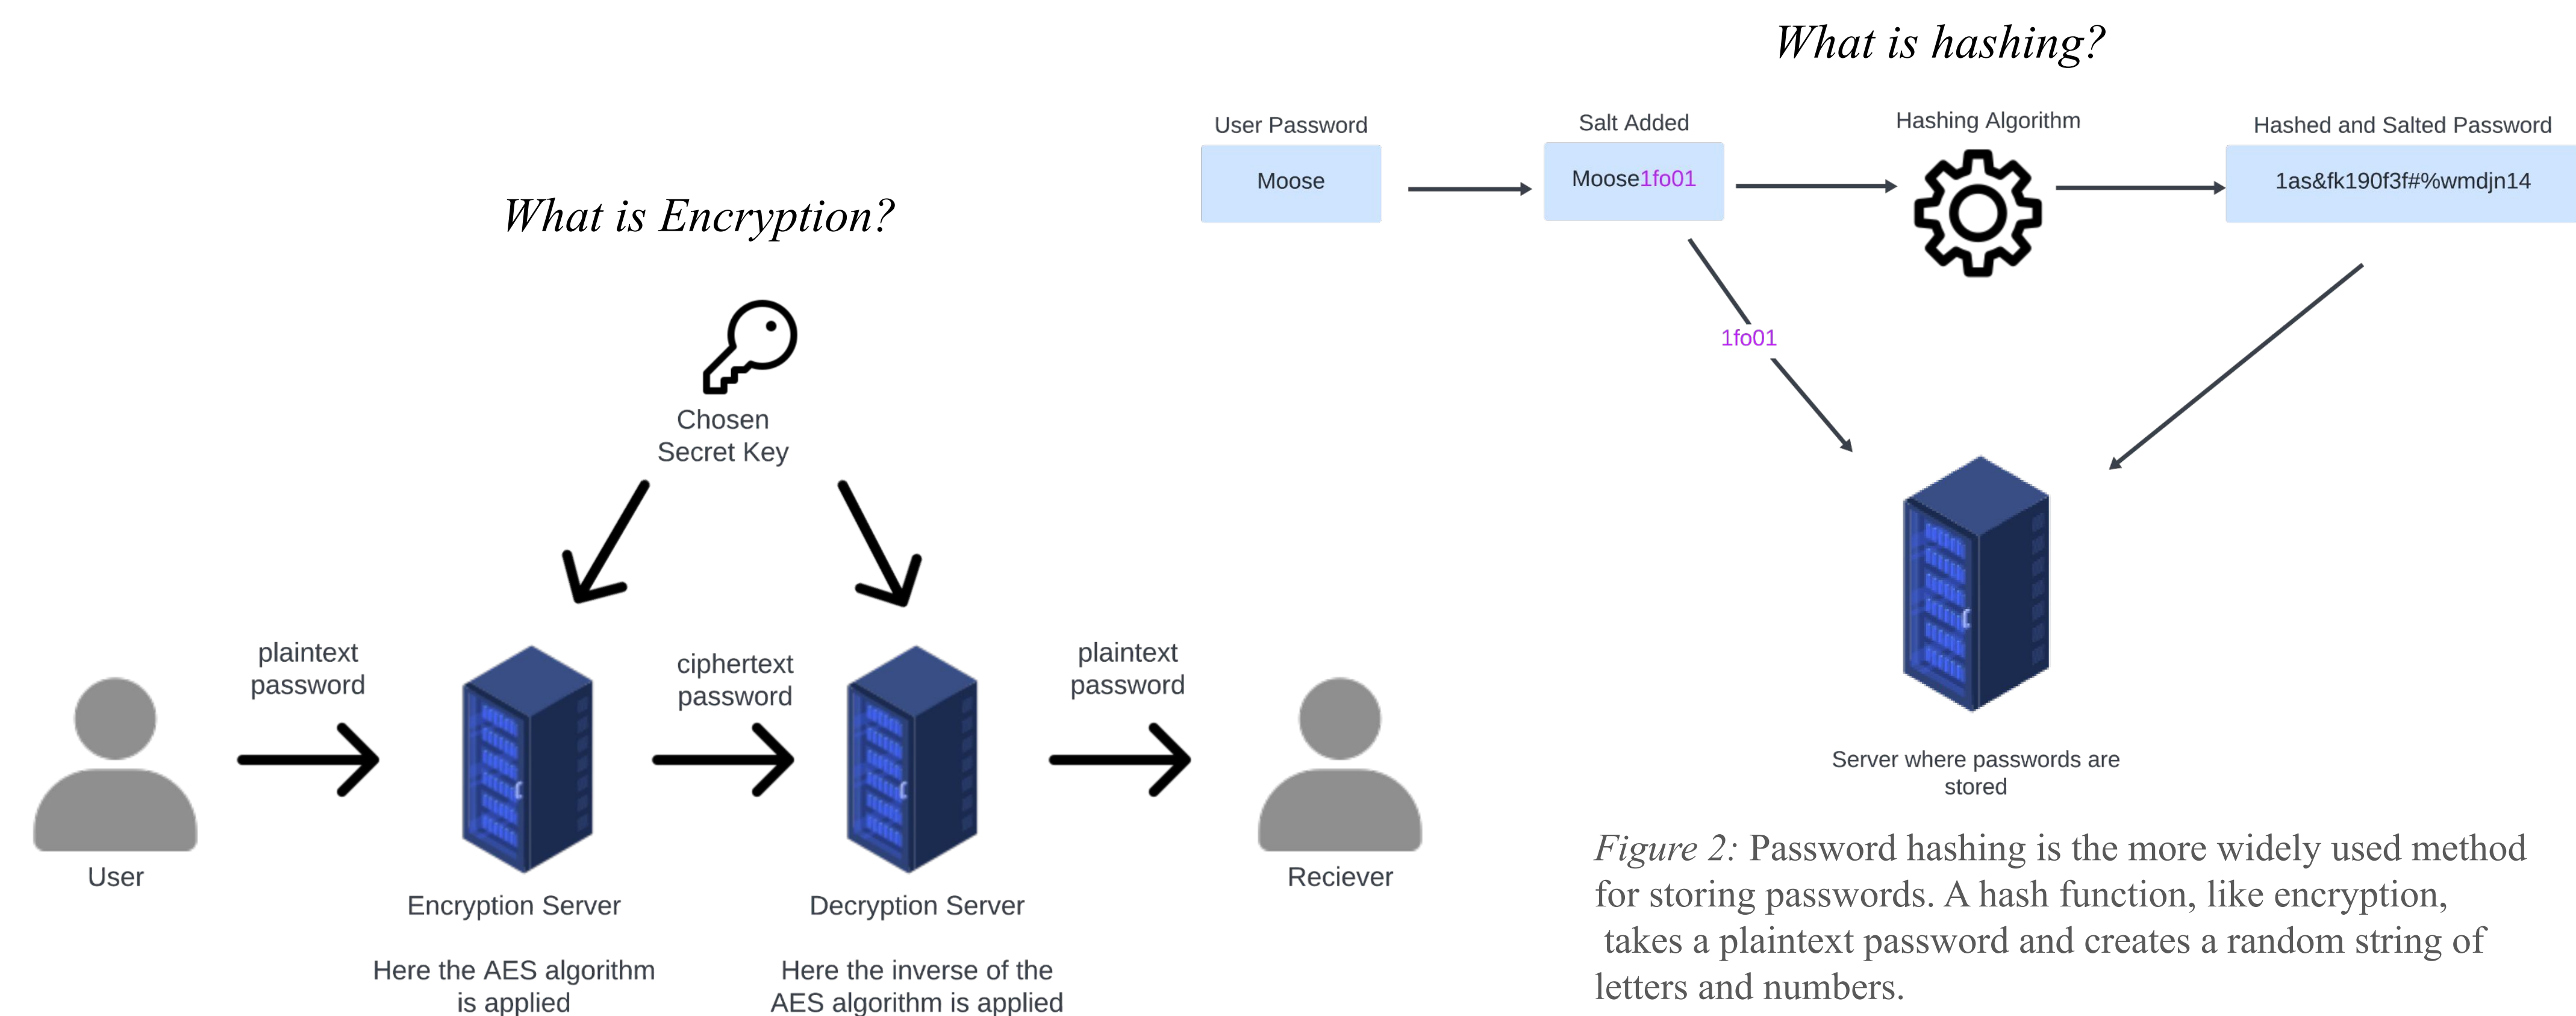 What is Encryption?
Chosen
Secret Key
plaintext
password
ciphertext
password
plaintext
password
User
Reciever
Encryption Server
Decryption Server
Here the AES algorithm
is applied
Here the inverse of the
AES algorithm is applied
What is hashing?
User Password
Salt Added
Hashing Algorithm
Hashed and Salted Password
Moose
Moose1fo01
1as&fk190f3f#%wmdjn14
1fo01
Server where passwords are
stored
Figure 2: Password hashing is the more widely used method
for storing passwords. A hash function, like encryption,
takes a plaintext password and creates a random string of
letters and numbers.